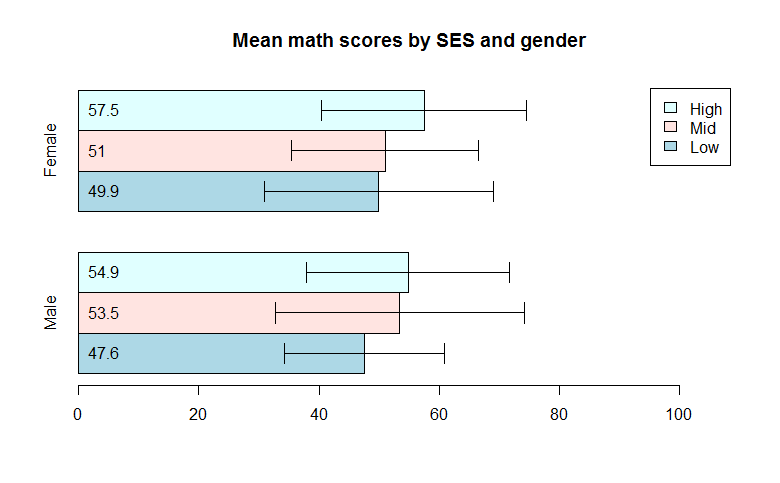 Mean math scores by SES and gender
Female
57.5
51
49.9
High
Mid
Low
Male
54.9
53.5
47.6
0 20 40 60 80 100